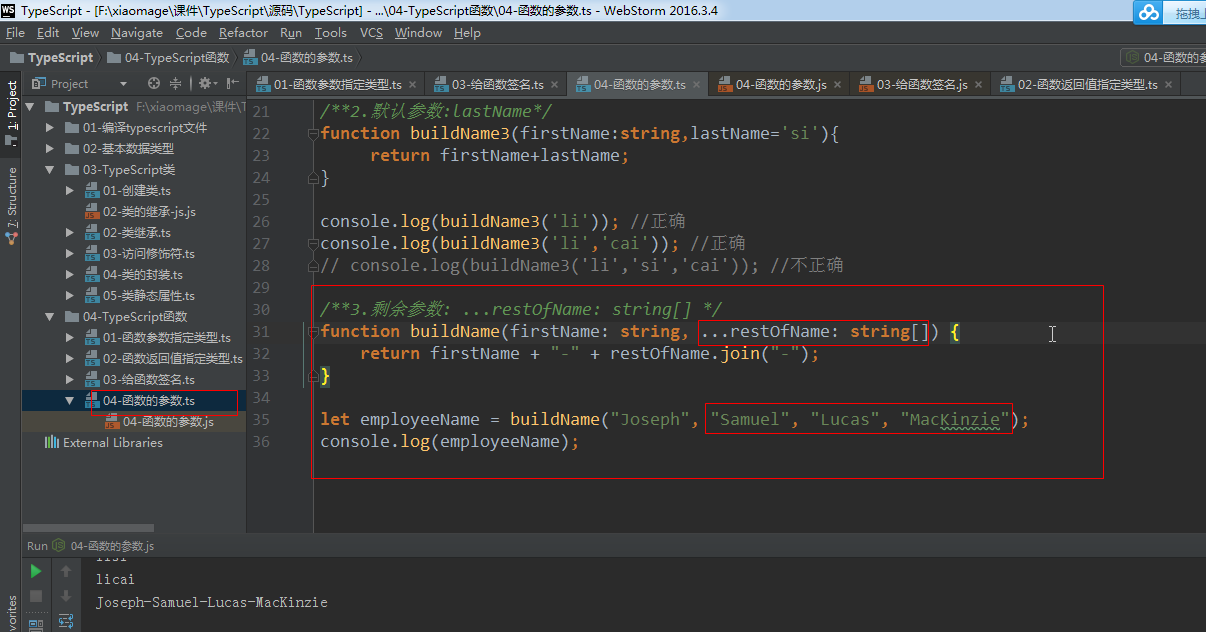 WS TypeScript - [F:\xiaomage\课件\TypeScript\源码\TypeScript] - ...\04-TypeScript函数\04-函数的参数.ts - WebStorm 2016.3.4
拖拽上
File Edit View Navigate Code Refactor Run Tools VCS Window Help
TypeScript 04-TypeScript函数 04-函数的参数.ts
04-函数的参
1: Project
7: Structure
Project
TypeScript F:\xiaomage\课件\T
01-编译typescript文件
02-基本数据类型
03-TypeScript类
01-创建类.ts
02-类的继承-js.js
02-类继承.ts
03-访问修饰符.ts
04-类的封装.ts
05-类静态属性.ts
04-TypeScript函数
01-函数参数指定类型.ts
02-函数返回值指定类型.ts
03-给函数签名.ts
04-函数的参数.ts
04-函数的参数.js
External Libraries
01-函数参数指定类型.ts 03-给函数签名.ts 04-函数的参数.ts 04-函数的参数.js 03-给函数签名.js 02-函数返回值指定类型.ts
21 /**2.默认参数:lastName*/
22 function buildName3(firstName:string,lastName='si'){
23 return firstName+lastName;
24 }
25
26 console.log(buildName3('li')); //正确
27 console.log(buildName3('li','cai')); //正确
28 // console.log(buildName3('li','si','cai')); //不正确
29
30 /**3.剩余参数: ...restOfName: string[] */
31 function buildName(firstName: string, ...restOfName: string[]) {
32 return firstName + "-" + restOfName.join("-");
33 }
34
35 let employeeName = buildName("Joseph", "Samuel", "Lucas", "MacKinzie");
36 console.log(employeeName);
Run 04-函数的参数.js
licai
Joseph-Samuel-Lucas-MacKinzie